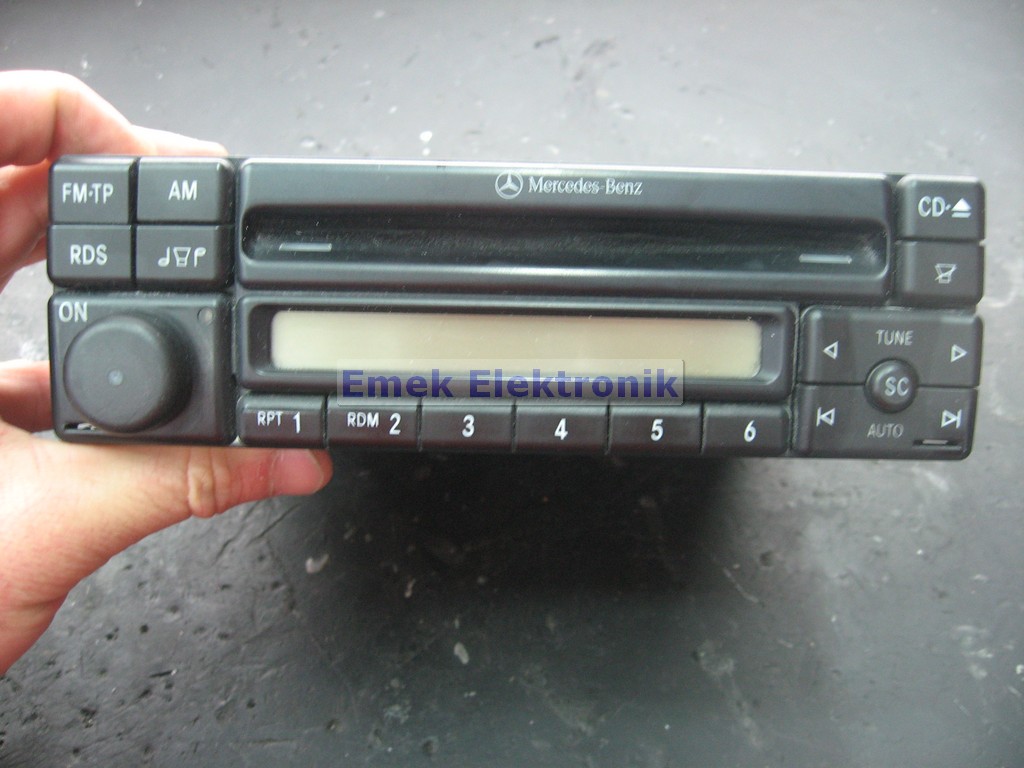 Mercedes-Benz
FM-TP AM
CD
RDS
ON
TUNE
SC
AUTO
Emek Elektronik
RPT 1 RDM 2 3 4 5 6